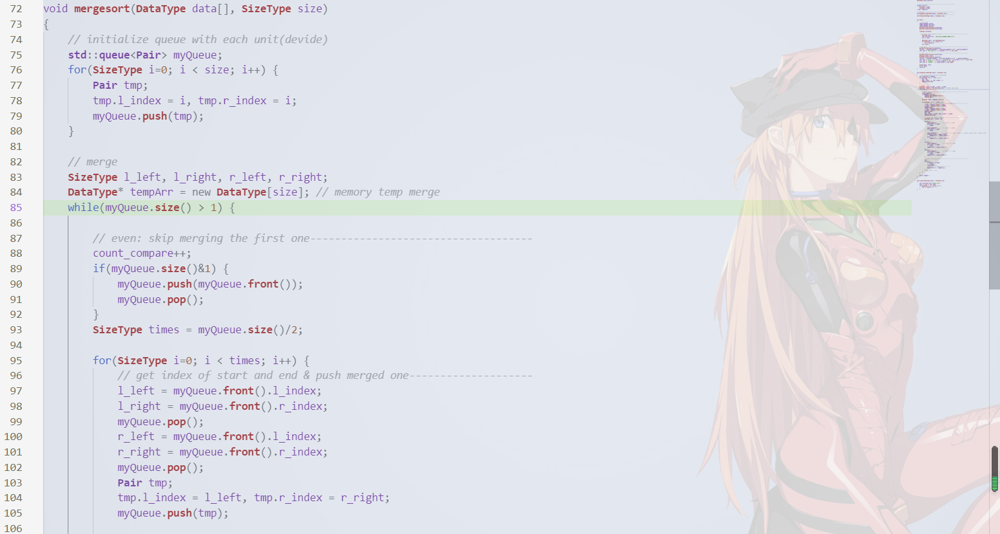 72 void mergesort(DataType data[], SizeType size)
73 {
74 // initialize queue with each unit(devide)
75 std::queue<Pair> myQueue;
76 for(SizeType i=0; i < size; i++) {
77 Pair tmp;
78 tmp.l_index = i, tmp.r_index = i;
79 myQueue.push(tmp);
80 }
81
82 // merge
83 SizeType l_left, l_right, r_left, r_right;
84 DataType* tempArr = new DataType[size]; // memory temp merge
85 while(myQueue.size() > 1) {
86
87 // even: skip merging the first one------------------------------------
88 count_compare++;
89 if(myQueue.size()&1) {
90 myQueue.push(myQueue.front());
91 myQueue.pop();
92 }
93 SizeType times = myQueue.size()/2;
94
95 for(SizeType i=0; i < times; i++) {
96 // get index of start and end & push merged one--------------------
97 l_left = myQueue.front().l_index;
98 l_right = myQueue.front().r_index;
99 myQueue.pop();
100 r_left = myQueue.front().l_index;
101 r_right = myQueue.front().r_index;
102 myQueue.pop();
103 Pair tmp;
104 tmp.l_index = l_left, tmp.r_index = r_right;
105 myQueue.push(tmp);
106